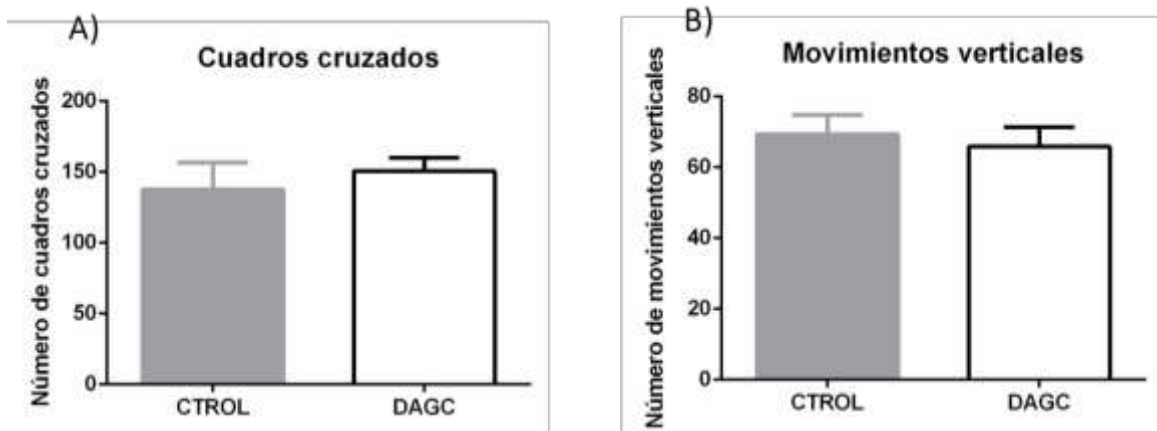 A)
Cuadros cruzados
Número de cuadros cruzados
200
150
100
50
0
CTROL DAGC
B)
Movimientos verticales
Número de movimientos verticales
80
60
40
20
0
CTROL DAGC